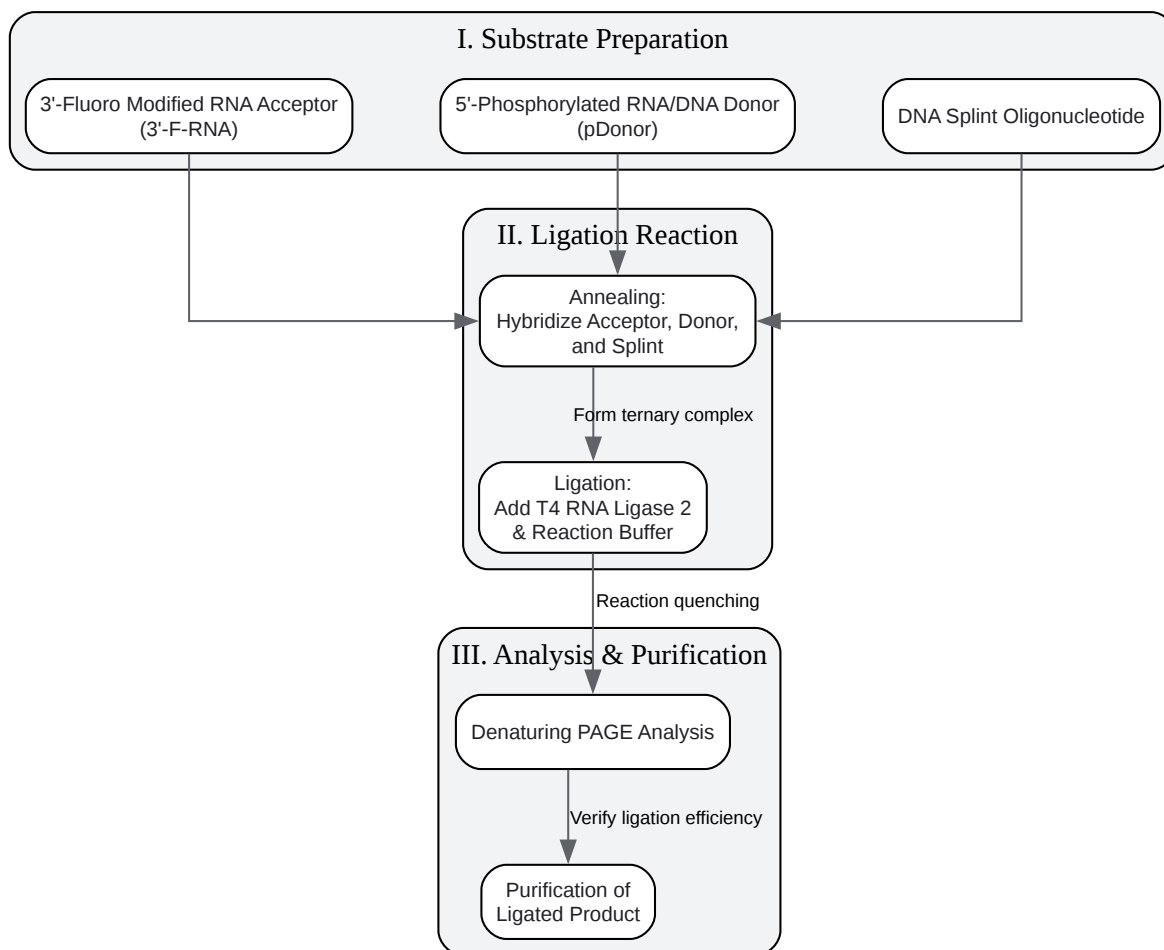 I. Substrate Preparation
3'-Fluoro Modified RNA Acceptor
(3'-F-RNA)
5'-Phosphorylated RNA/DNA Donor
(pDonor)
DNA Splint Oligonucleotide
II. Ligation Reaction
Annealing:
Hybridize Acceptor, Donor,
and Splint
Form ternary complex
Ligation:
Add T4 RNA Ligase 2
& Reaction Buffer
Reaction quenching
III. Analysis & Purification
Denaturing PAGE Analysis
Verify ligation efficiency
Purification of
Ligated Product